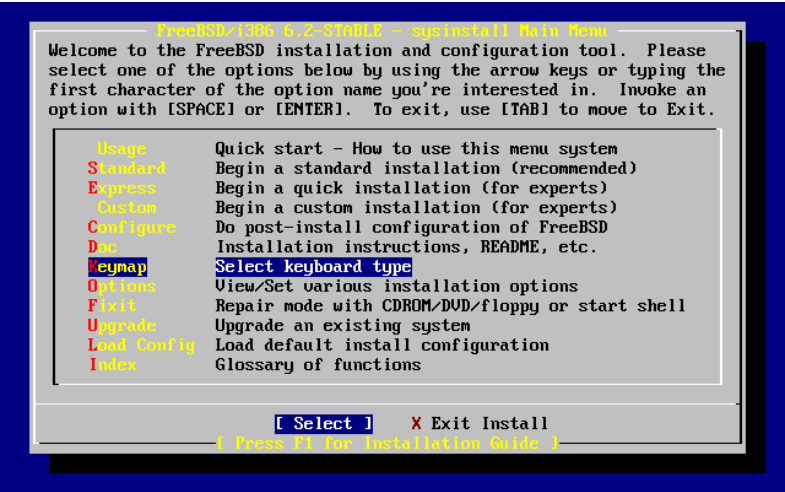 FreeBSD/i386 6.2-STABLE - sysinstall Main Menu
Welcome to the FreeBSD installation and configuration tool.  Please
select one of the options below by using the arrow keys or typing the
first character of the option name you're interested in.  Invoke an
option with [SPACE] or [ENTER].  To exit, use [TAB] to move to Exit.
Usage Quick start - How to use this menu system
Standard Begin a standard installation (recommended)
Express Begin a quick installation (for experts)
Custom Begin a custom installation (for experts)
Configure Do post-install configuration of FreeBSD
Doc Installation instructions, README, etc.
Keymap Select keyboard type
Options View/Set various installation options
Fixit Repair mode with CDROM/DVD/floppy or start shell
Upgrade Upgrade an existing system
Load Config Load default install configuration
Index Glossary of functions
[ Select ] X Exit Install
[ Press F1 for Installation Guide ]